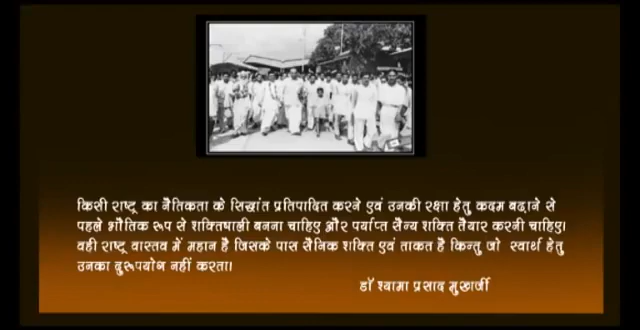 किसी राष्ट्र का नैतिकता के सिद्धांत प्रतिपादित करने एवं उनकी रक्षा हेतु कदम बढ़ाने से
पहले भौतिक रूप से शक्तिषाली बनना चाहिए और पर्याप्त सैन्य शक्ति तैयार करनी चाहिए।
वही राष्ट्र वास्तव में महान है जिसके पास सैनिक शक्ति एवं ताकत है किन्तु जो स्वार्थ हेतु
उनका दुरूपयोग नहीं करता।
डॉ श्यामा प्रसाद मुखर्जी